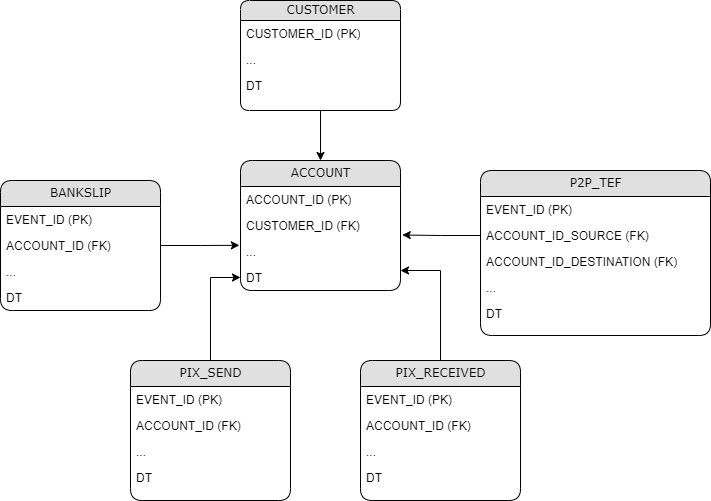 CUSTOMER
CUSTOMER_ID (PK)
...
DT
ACCOUNT
ACCOUNT_ID (PK)
CUSTOMER_ID (FK)
...
DT
BANKSLIP
EVENT_ID (PK)
ACCOUNT_ID (FK)
...
DT
P2P_TEF
EVENT_ID (PK)
ACCOUNT_ID_SOURCE (FK)
ACCOUNT_ID_DESTINATION (FK)
...
DT
PIX_SEND
EVENT_ID (PK)
ACCOUNT_ID (FK)
...
DT
PIX_RECEIVED
EVENT_ID (PK)
ACCOUNT_ID (FK)
...
DT